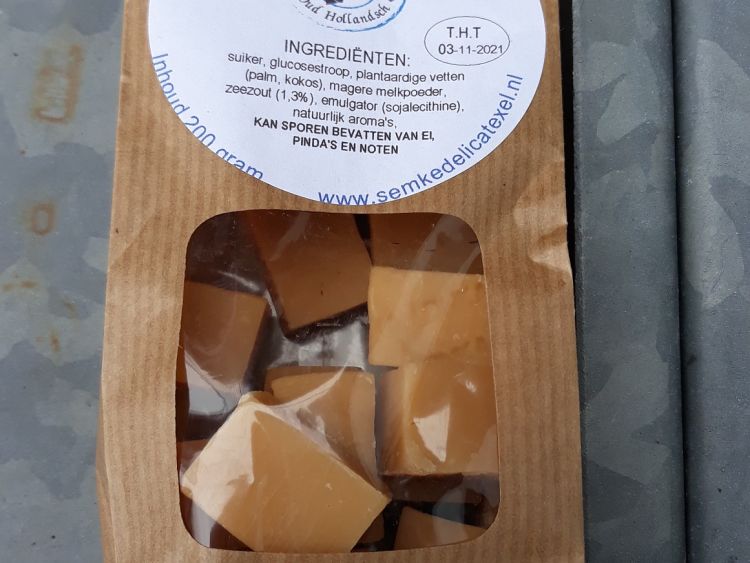 Oud Hollandsch
T.H.T
03-11-2021
INGREDIËNTEN:
suiker, glucosestroop, plantaardige vetten
(palm, kokos), magere melkpoeder,
zeezout (1,3%), emulgator (sojalecithine),
natuurlijk aroma's,
KAN SPOREN BEVATTEN VAN EI,
PINDA'S EN NOTEN
Inhoud 200 gram
www.semkedelicatexel.nl